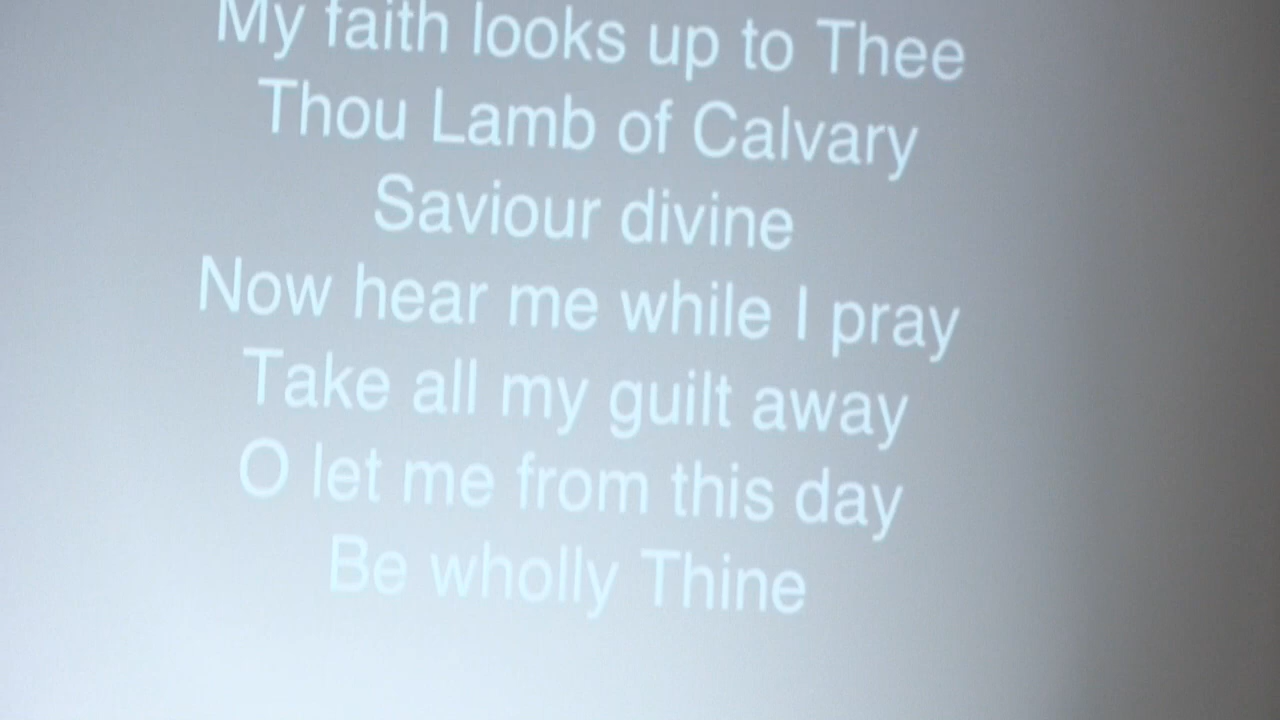 My faith looks up to Thee
Thou Lamb of Calvary
Saviour divine
Now hear me while I pray
Take all my guilt away
O let me from this day
Be wholly Thine